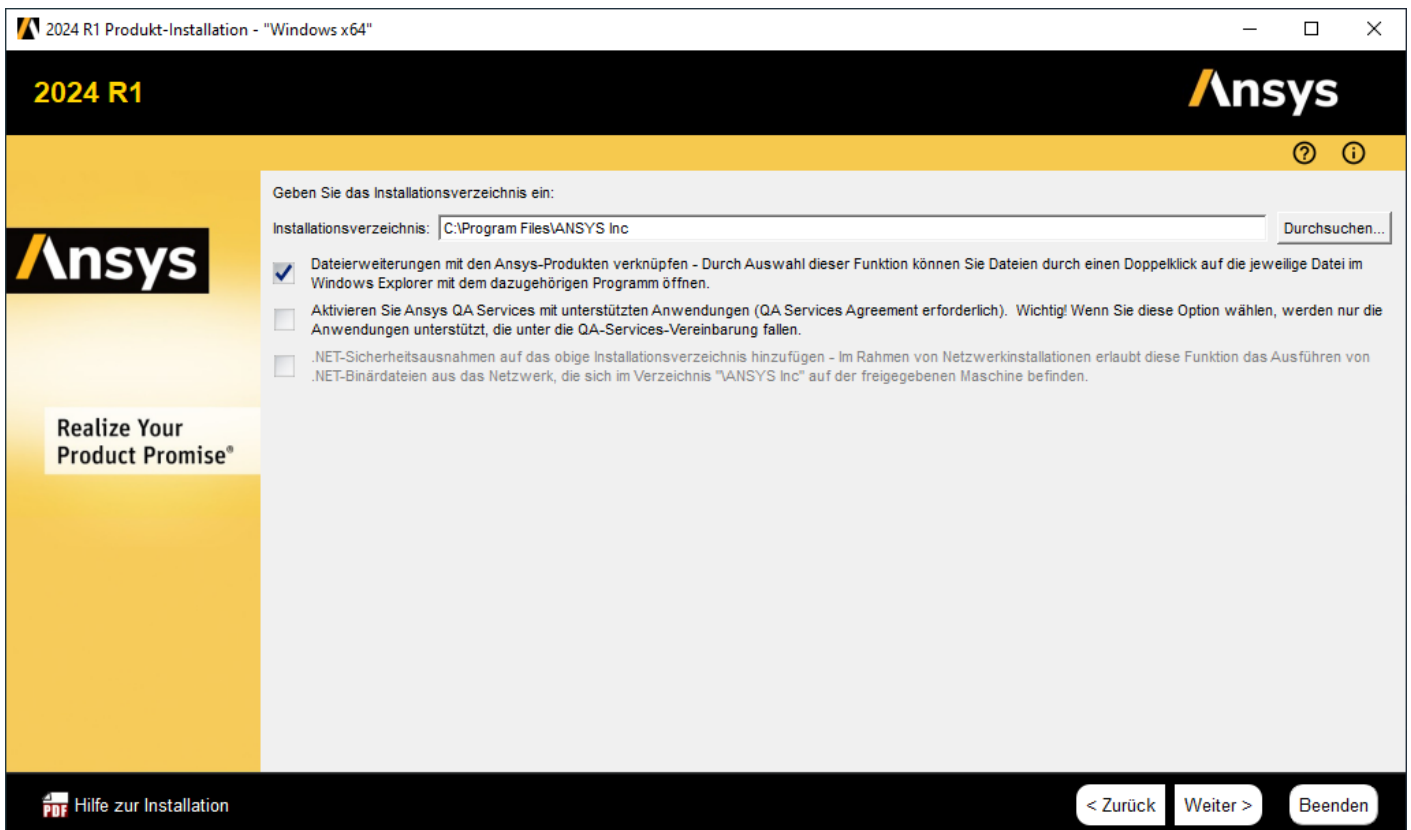 2024 R1 Produkt-Installation - "Windows x64"
2024 R1
Ansys
Geben Sie das Installationsverzeichnis ein:
Installationsverzeichnis: C:\Program Files\ANSYS Inc Durchsuchen...
Ansys
Dateierweiterungen mit den Ansys-Produkten verknüpfen - Durch Auswahl dieser Funktion können Sie Dateien durch einen Doppelklick auf die jeweilige Datei im
Windows Explorer mit dem dazugehörigen Programm öffnen.
Aktivieren Sie Ansys QA Services mit unterstützten Anwendungen (QA Services Agreement erforderlich). Wichtig! Wenn Sie diese Option wählen, werden nur die
Anwendungen unterstützt, die unter die QA-Services-Vereinbarung fallen.
.NET-Sicherheitsausnahmen auf das obige Installationsverzeichnis hinzufügen - Im Rahmen von Netzwerkinstallationen erlaubt diese Funktion das Ausführen von
.NET-Binärdateien aus das Netzwerk, die sich im Verzeichnis "\ANSYS Inc" auf der freigegebenen Maschine befinden.
Realize Your
Product Promise®
PDF Hilfe zur Installation
< Zurück Weiter > Beenden